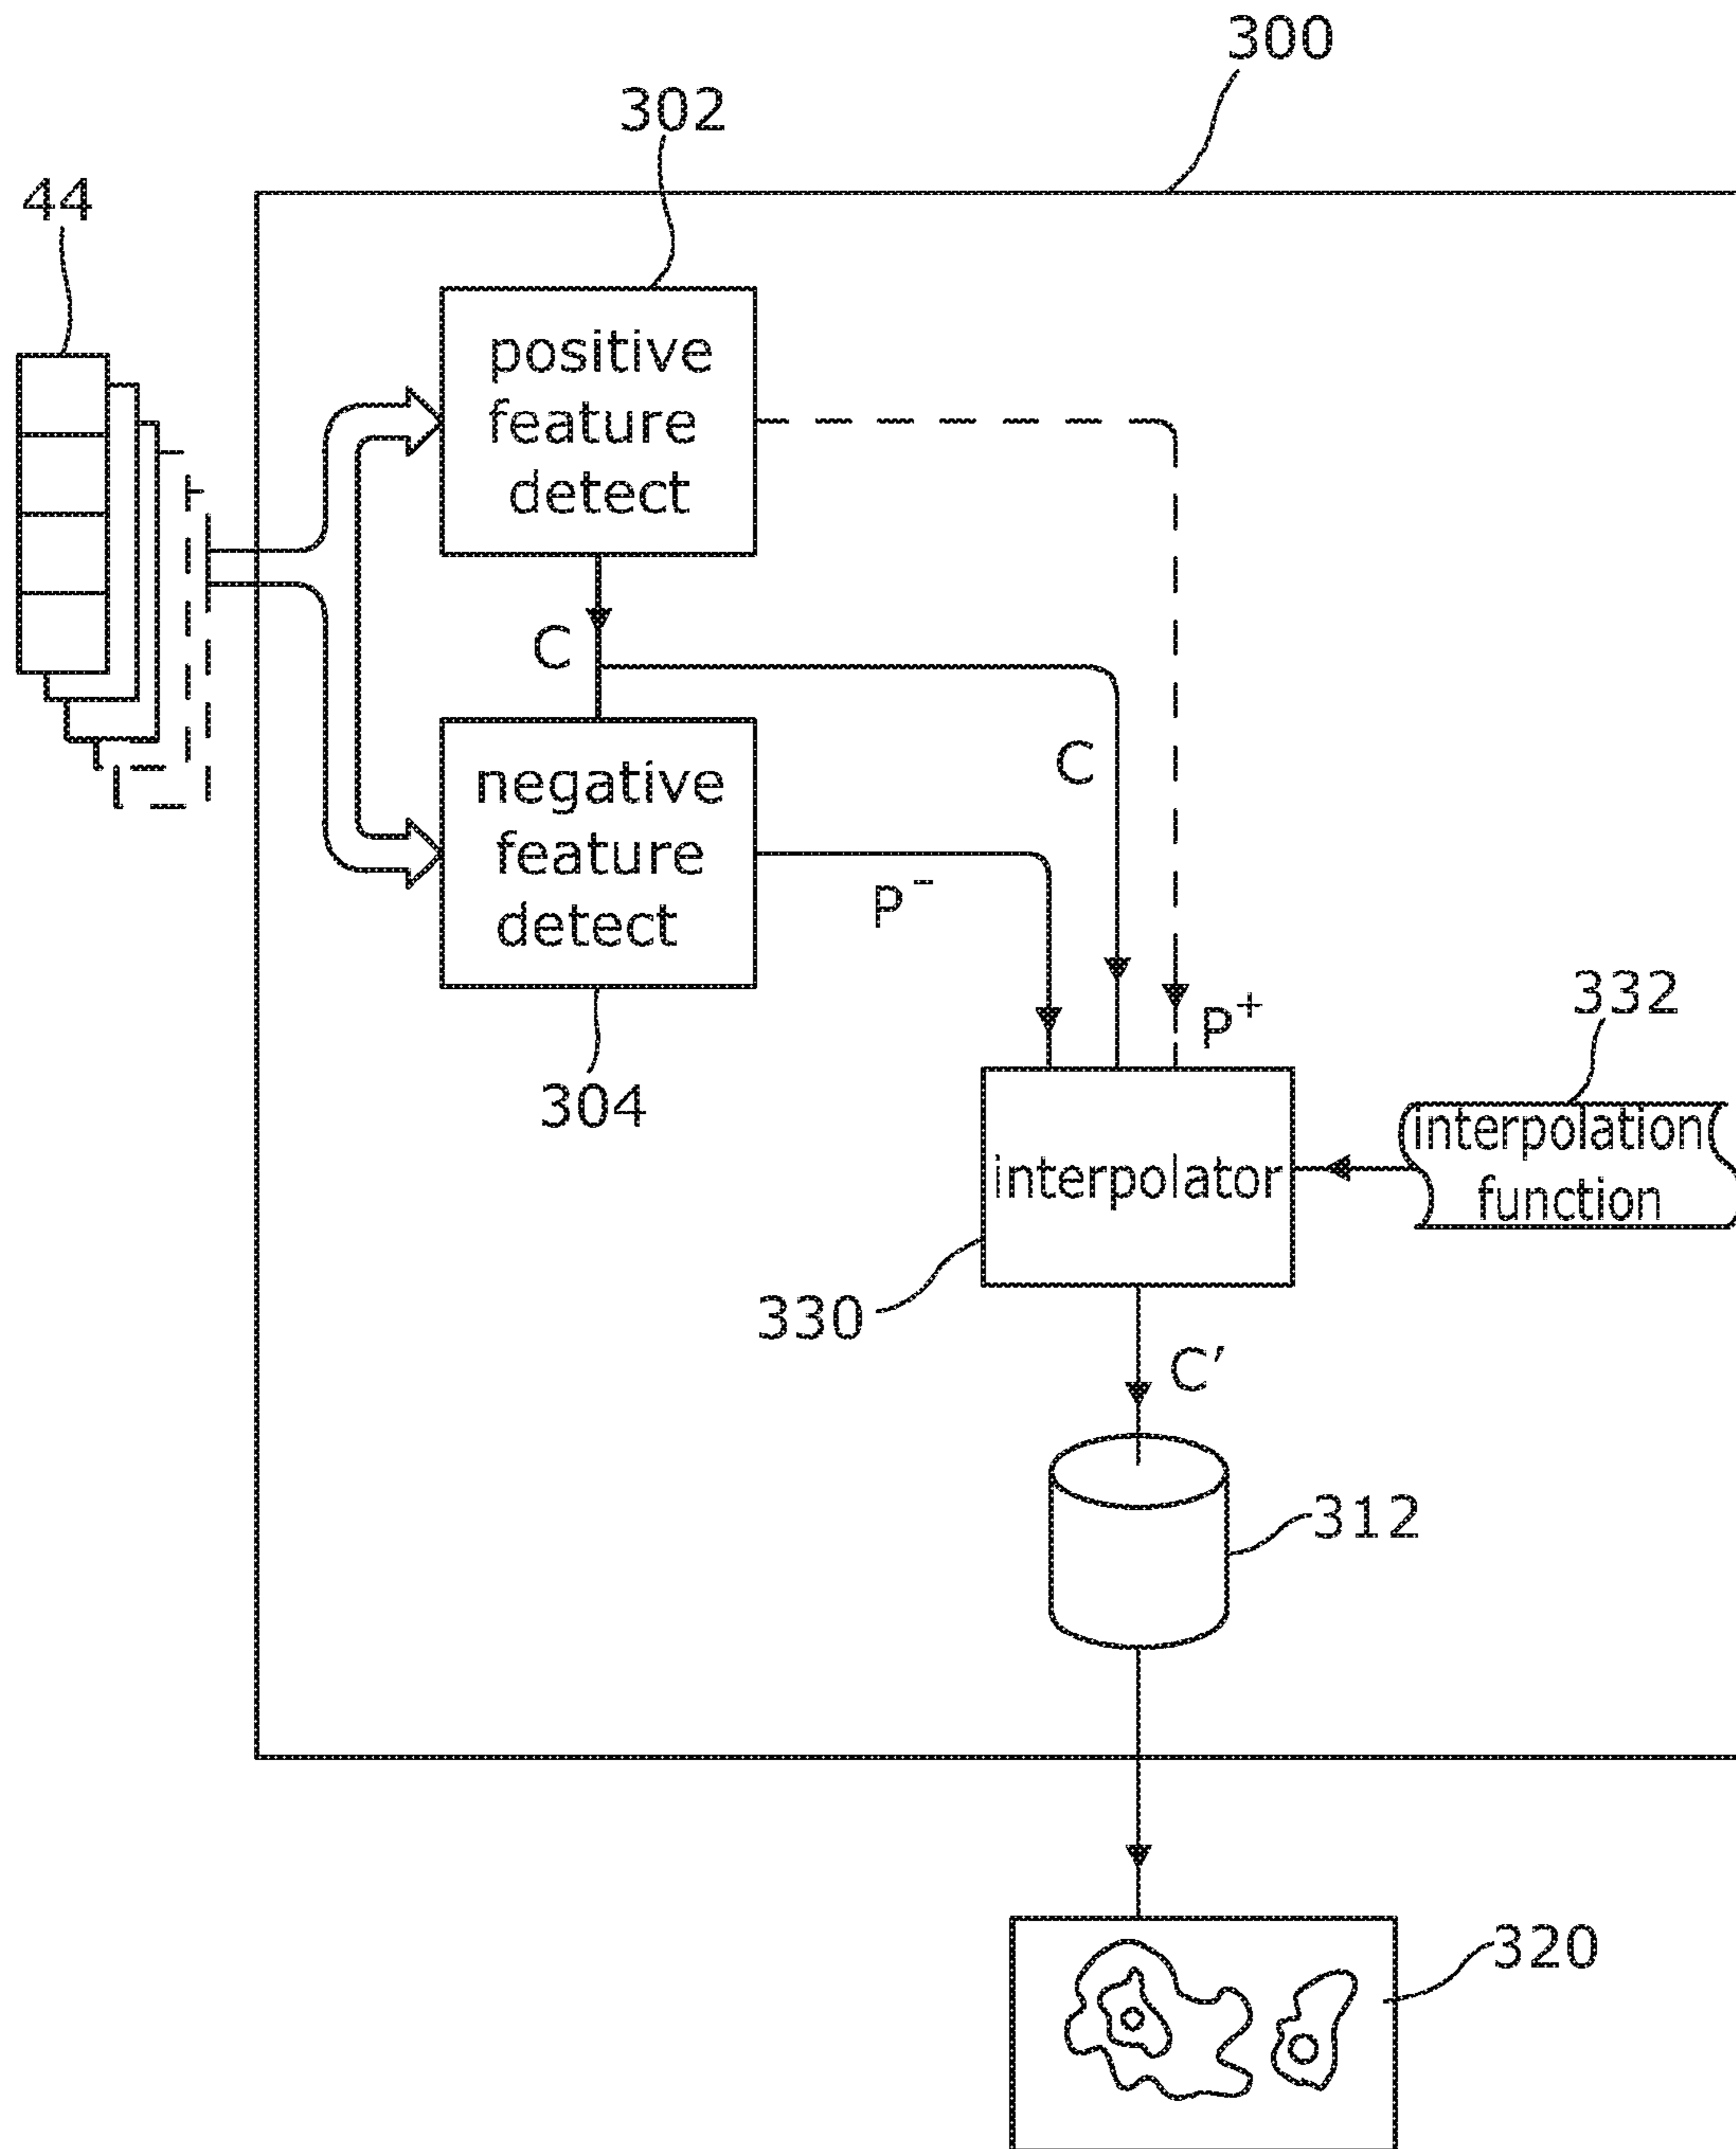 300
302
44
positive
feature
detect
C
C
negative
feature
detect
P⁻
304
P⁺
332
interpolation
function
interpolator
330
C′
312
320